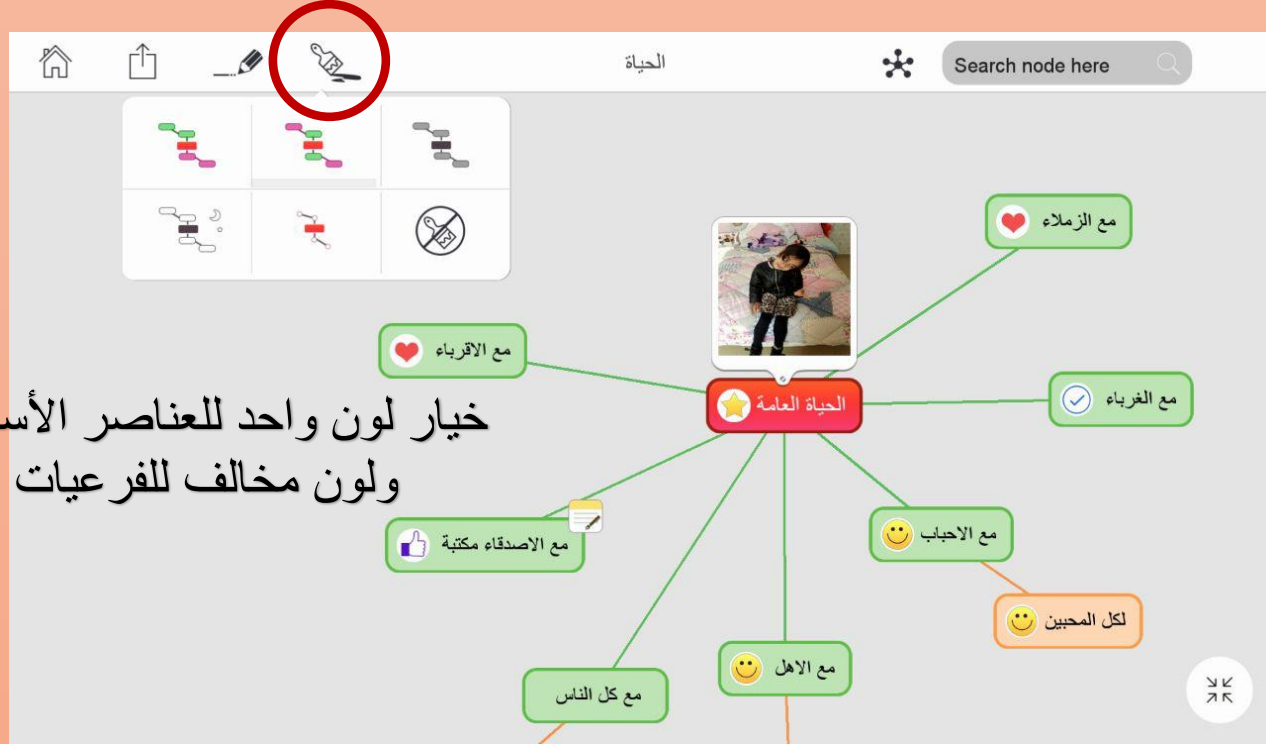 الحياة
Search node here
مع الزملاء
مع الاقرباء
الحياة العامة
مع الغرباء
خيار لون واحد للعناصر
ولون مخالف للفرعيات
مع الاصدقاء مكتبة
مع الاحباب
لكل المحبين
مع الاهل
مع كل الناس